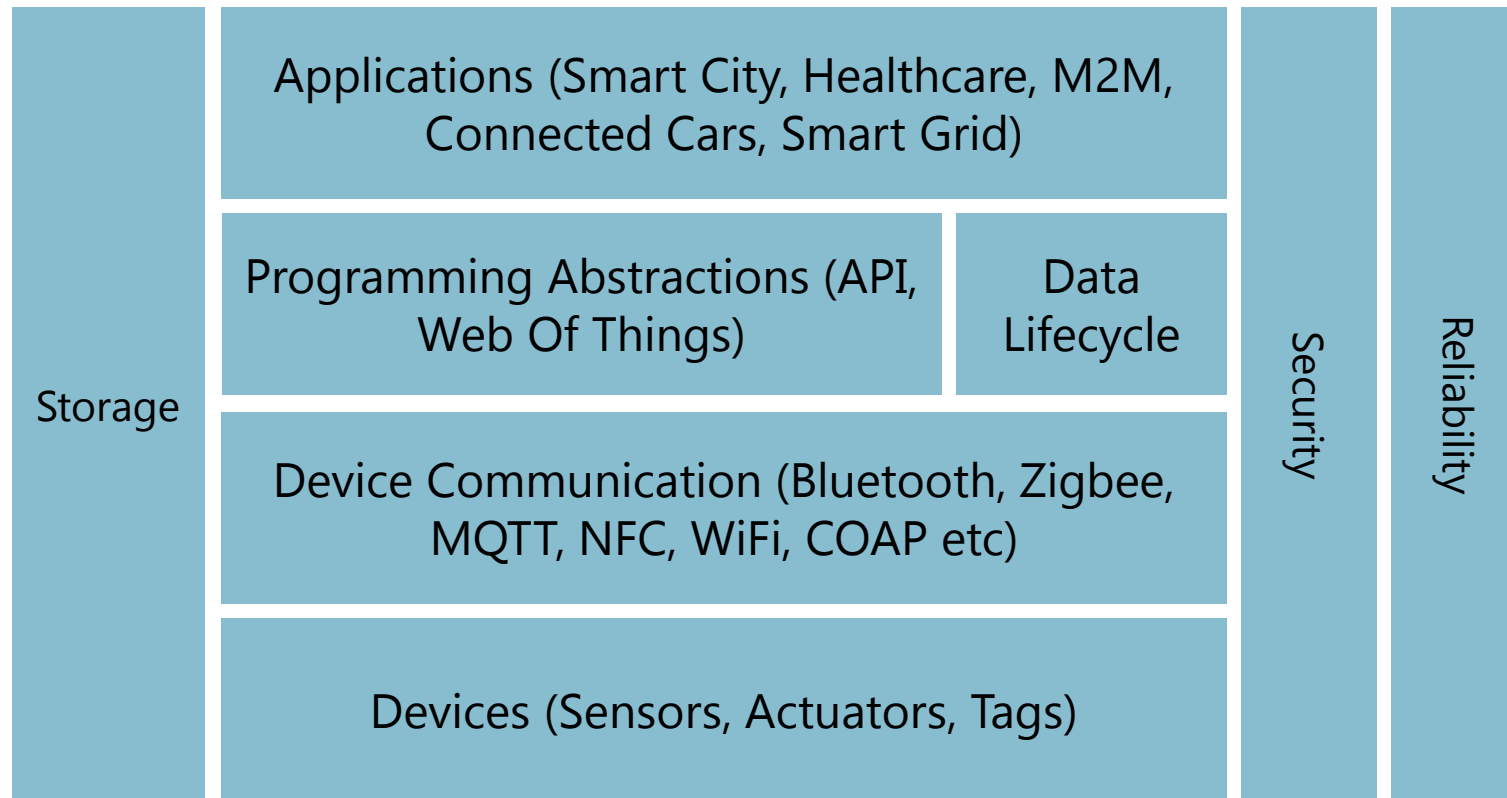 Storage
Applications (Smart City, Healthcare, M2M,
Connected Cars, Smart Grid)
Programming Abstractions (API,
Web Of Things)
Data
Lifecycle
Device Communication (Bluetooth, Zigbee,
MQTT, NFC, WiFi, COAP etc)
Devices (Sensors, Actuators, Tags)
Security
Reliability